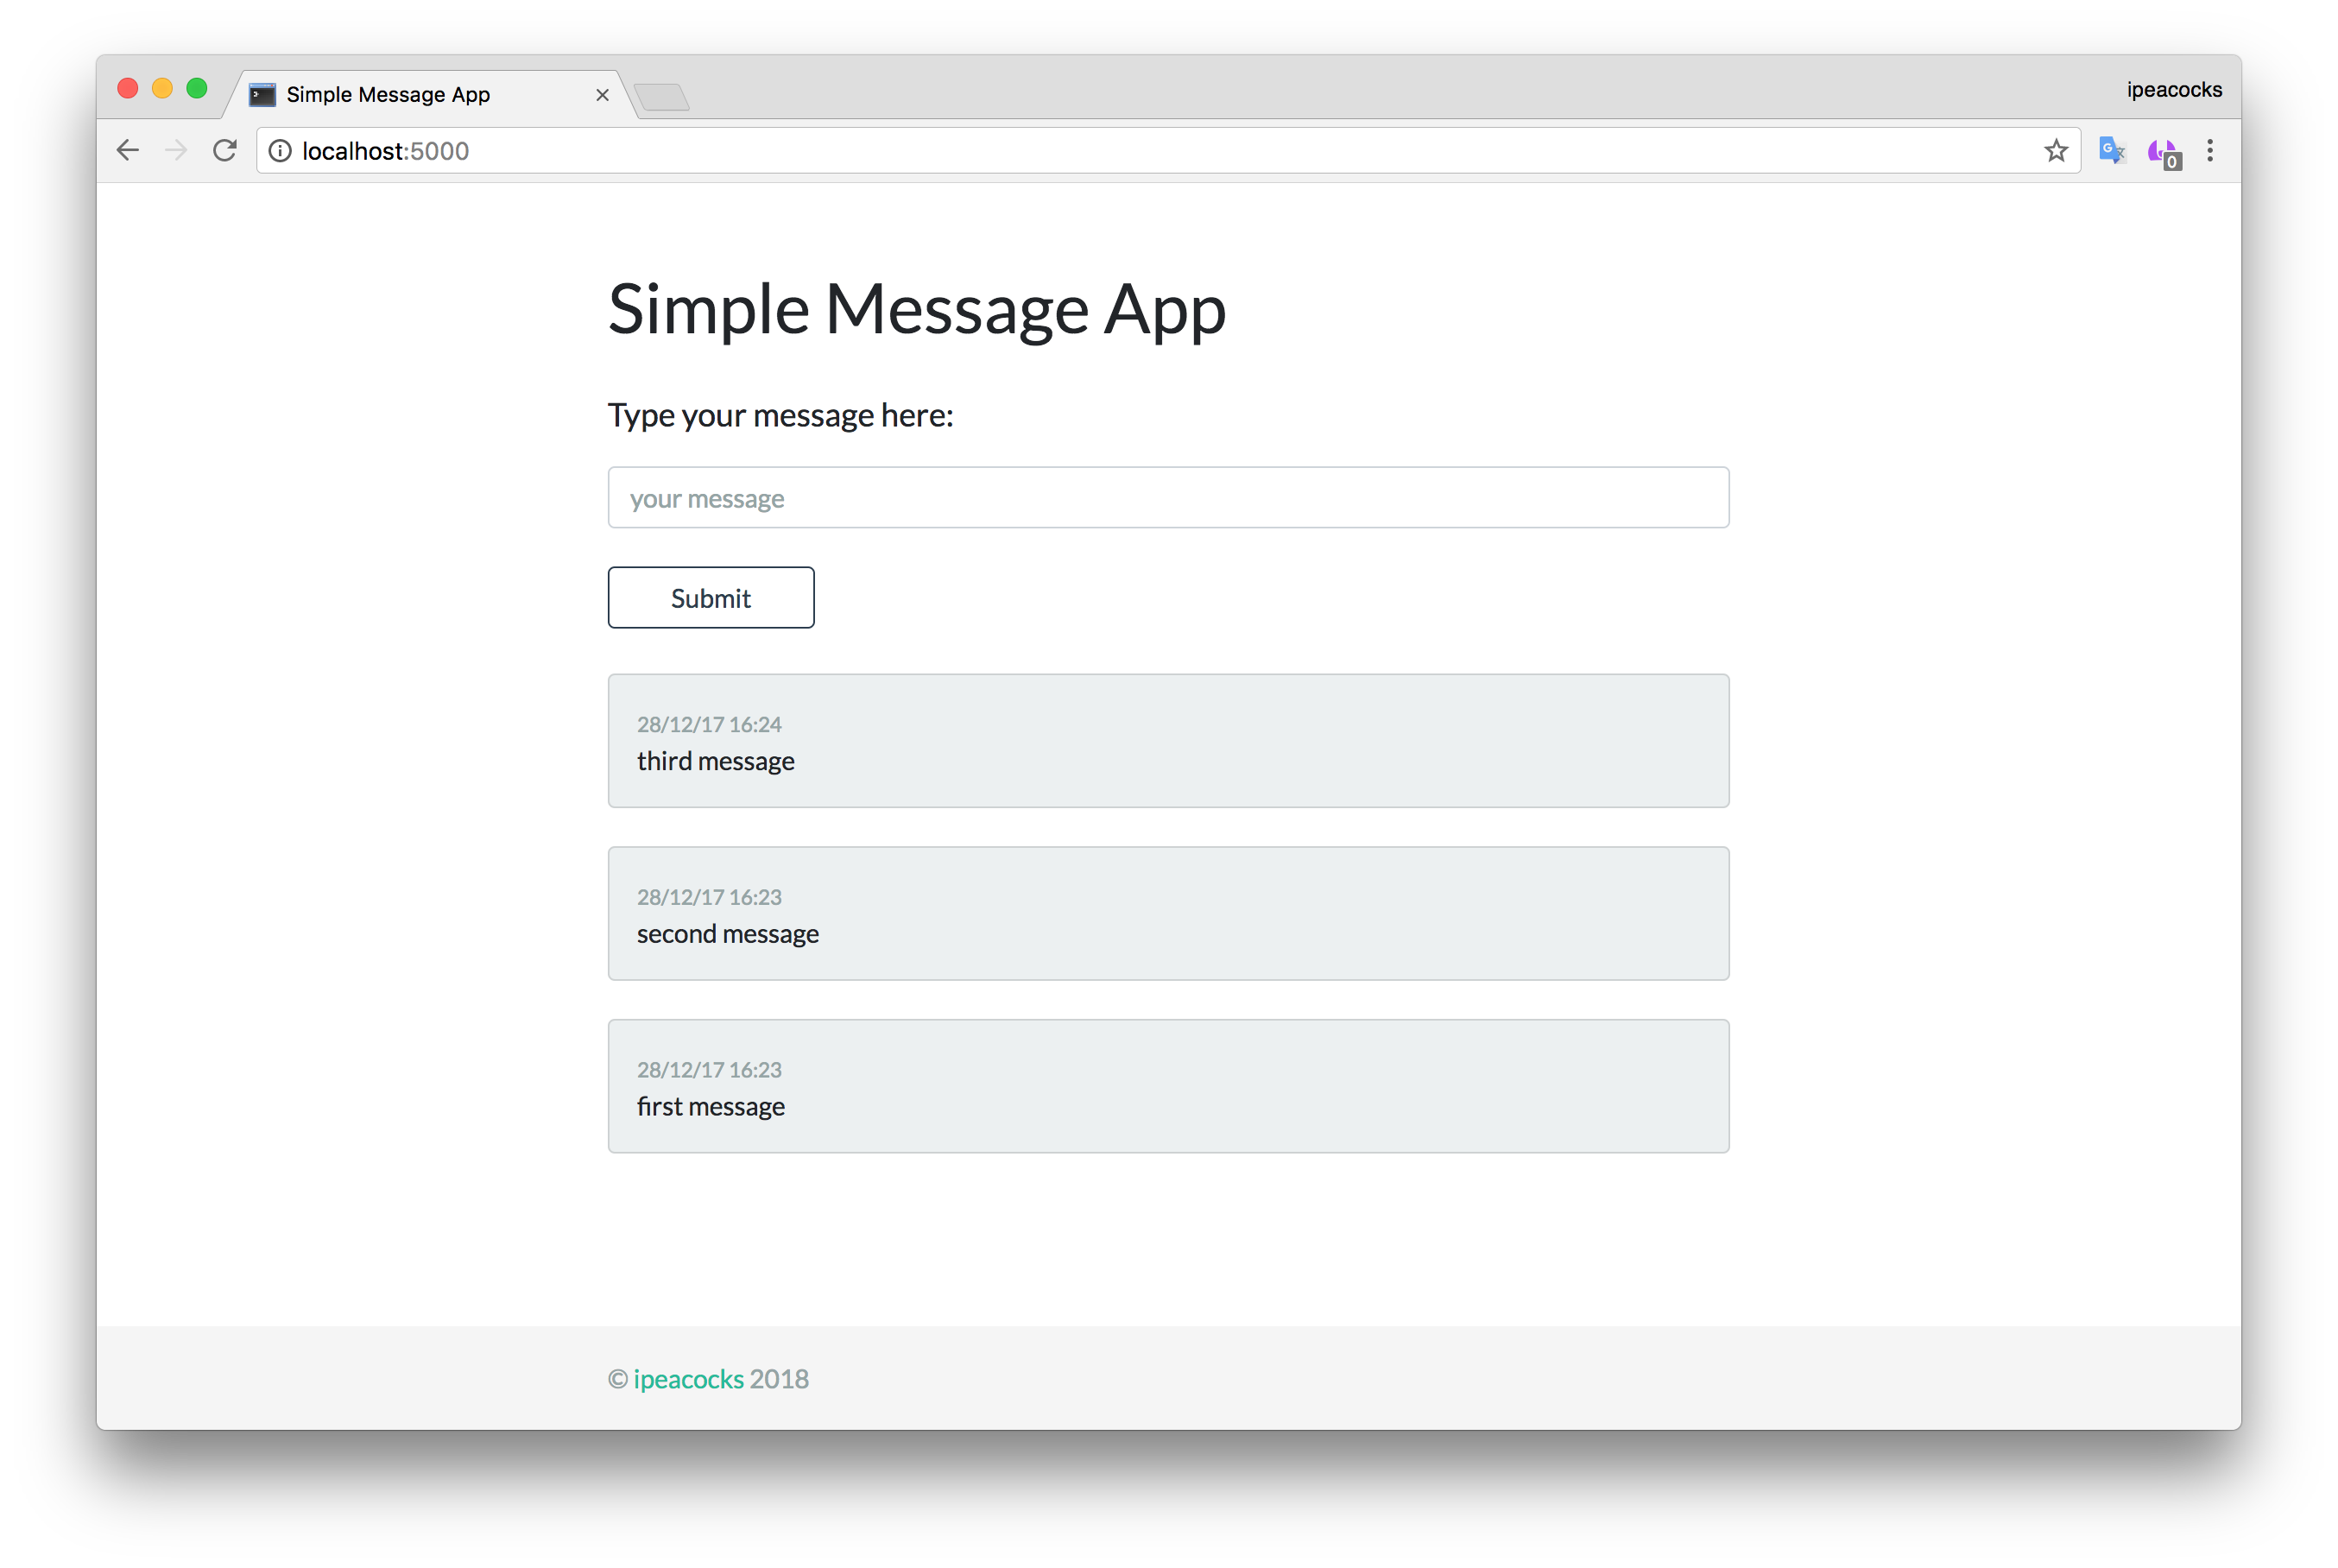 Simple Message App
ipeacocks
localhost:5000
0
Simple Message App
Type your message here:
your message
Submit
28/12/17 16:24
third message
28/12/17 16:23
second message
28/12/17 16:23
first message
© ipeacocks 2018